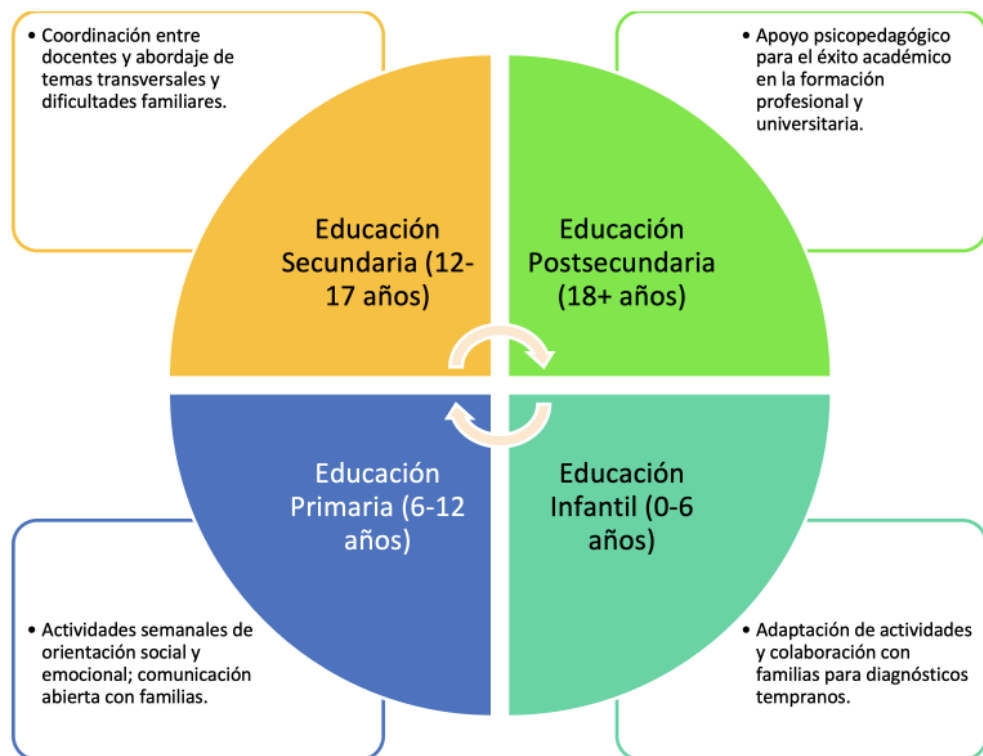 • Coordinación entre
docentes y abordaje de
temas transversales y
dificultades familiares.
• Apoyo psicopedagógico
para el éxito académico
en la formación
profesional y
universitaria.
Educación
Secundaria (12-
17 años)
Educación
Postsecundaria
(18+ años)
Educación
Primaria (6-12
años)
Educación
Infantil (0-6
años)
• Actividades semanales de
orientación social y
emocional; comunicación
abierta con familias.
• Adaptación de actividades
y colaboración con
familias para diagnósticos
tempranos.